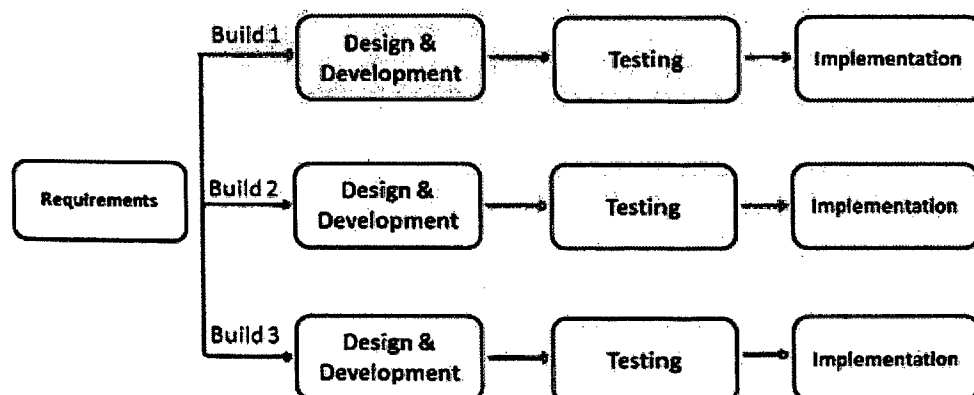 Build 1
Design &
Development
Testing
Implementation
Requirements
Build 2
Design &
Development
Testing
Implementation
Build 3
Design &
Development
Testing
Implementation